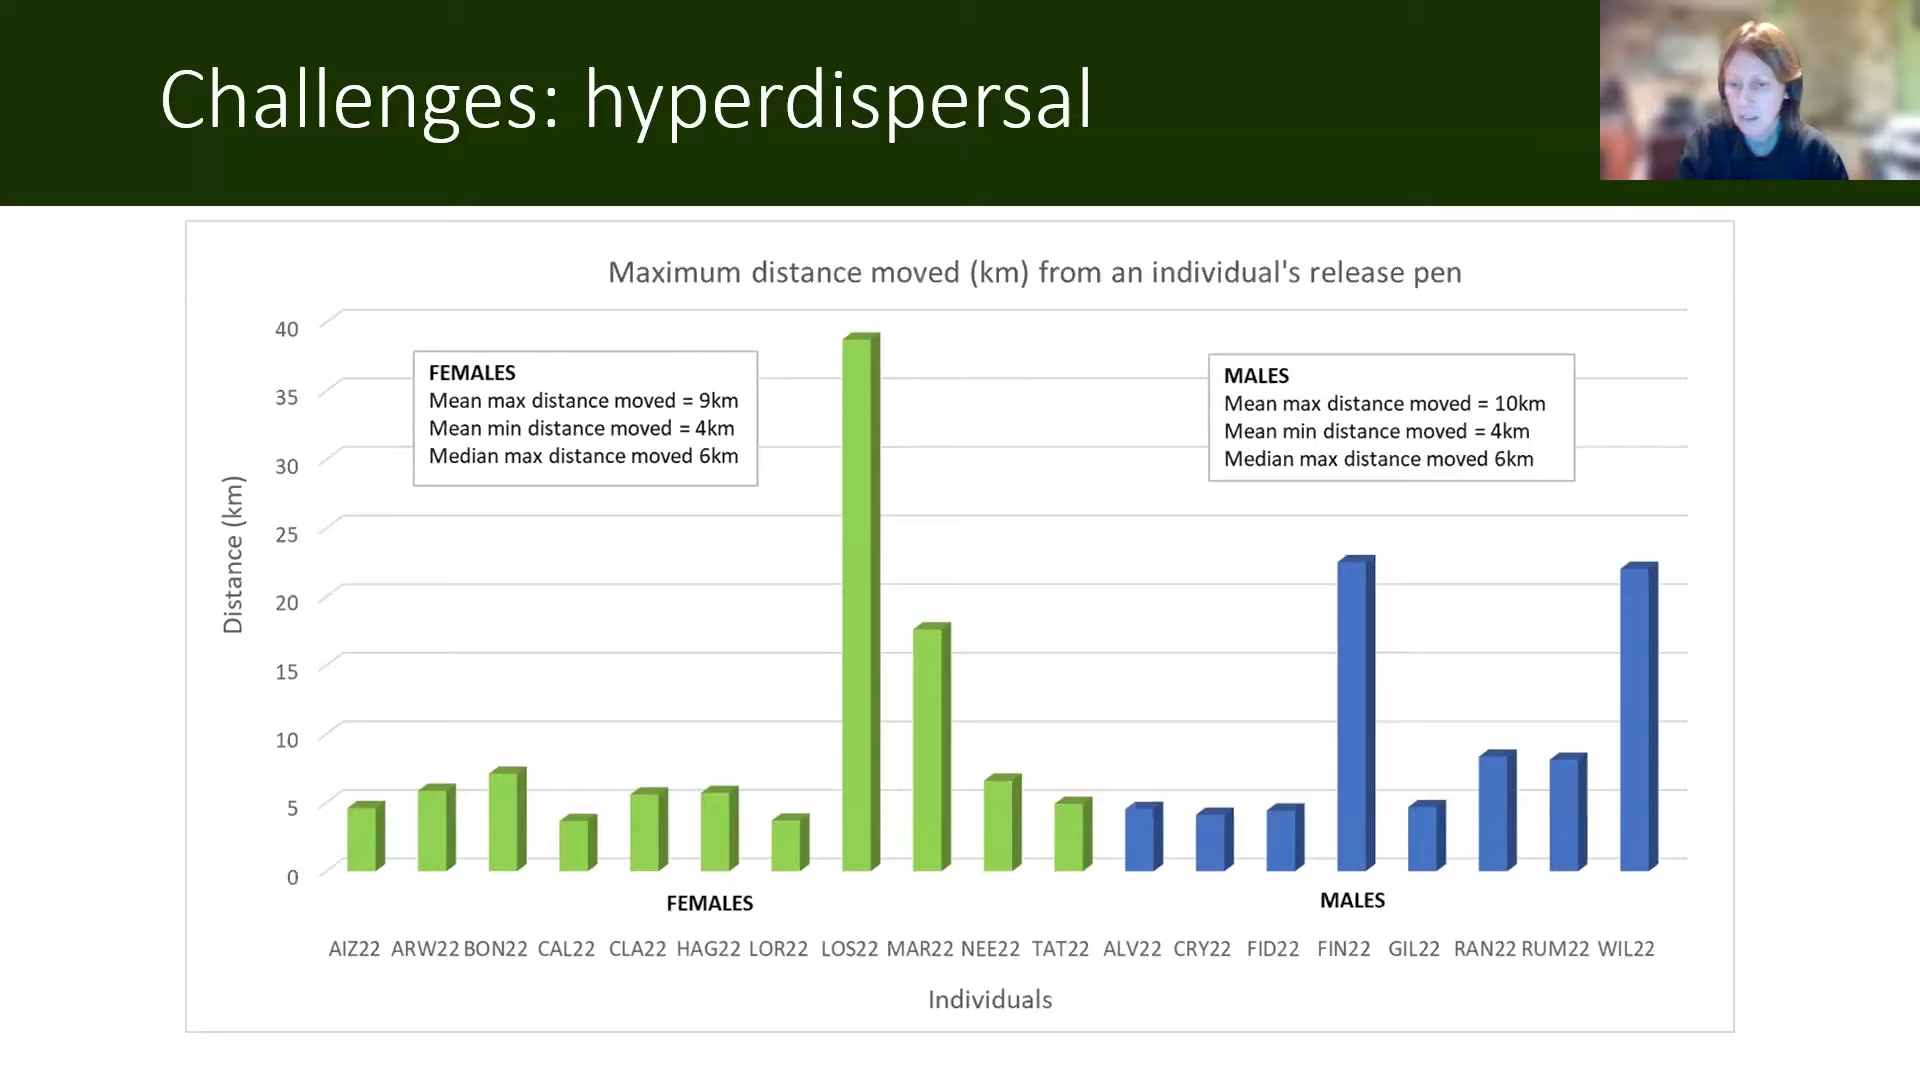 Challenges: hyperdispersal
Maximum distance moved (km) from an individual's release pen
40
35
30
25
20
15
10
5
0
Distance (km)
FEMALES
Mean max distance moved = 9km
Mean min distance moved = 4km
Median max distance moved 6km
MALES
Mean max distance moved = 10km
Mean min distance moved = 4km
Median max distance moved 6km
FEMALES
MALES
AIZ22 ARW22 BON22 CAL22 CLA22 HAG22 LOR22 LOS22 MAR22 NEE22 TAT22 ALV22 CRY22 FID22 FIN22 GIL22 RAN22 RUM22 WIL22
Individuals